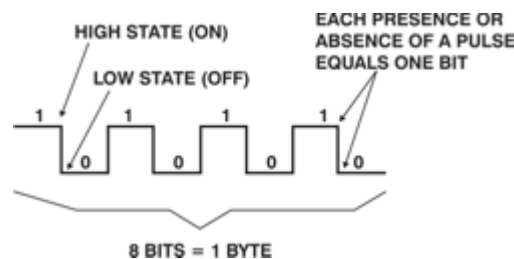 EACH PRESENCE OR
ABSENCE OF A PULSE
EQUALS ONE BIT
HIGH STATE (ON)
LOW STATE (OFF)
1 1 1 1
0 0 0 0
8 BITS = 1 BYTE